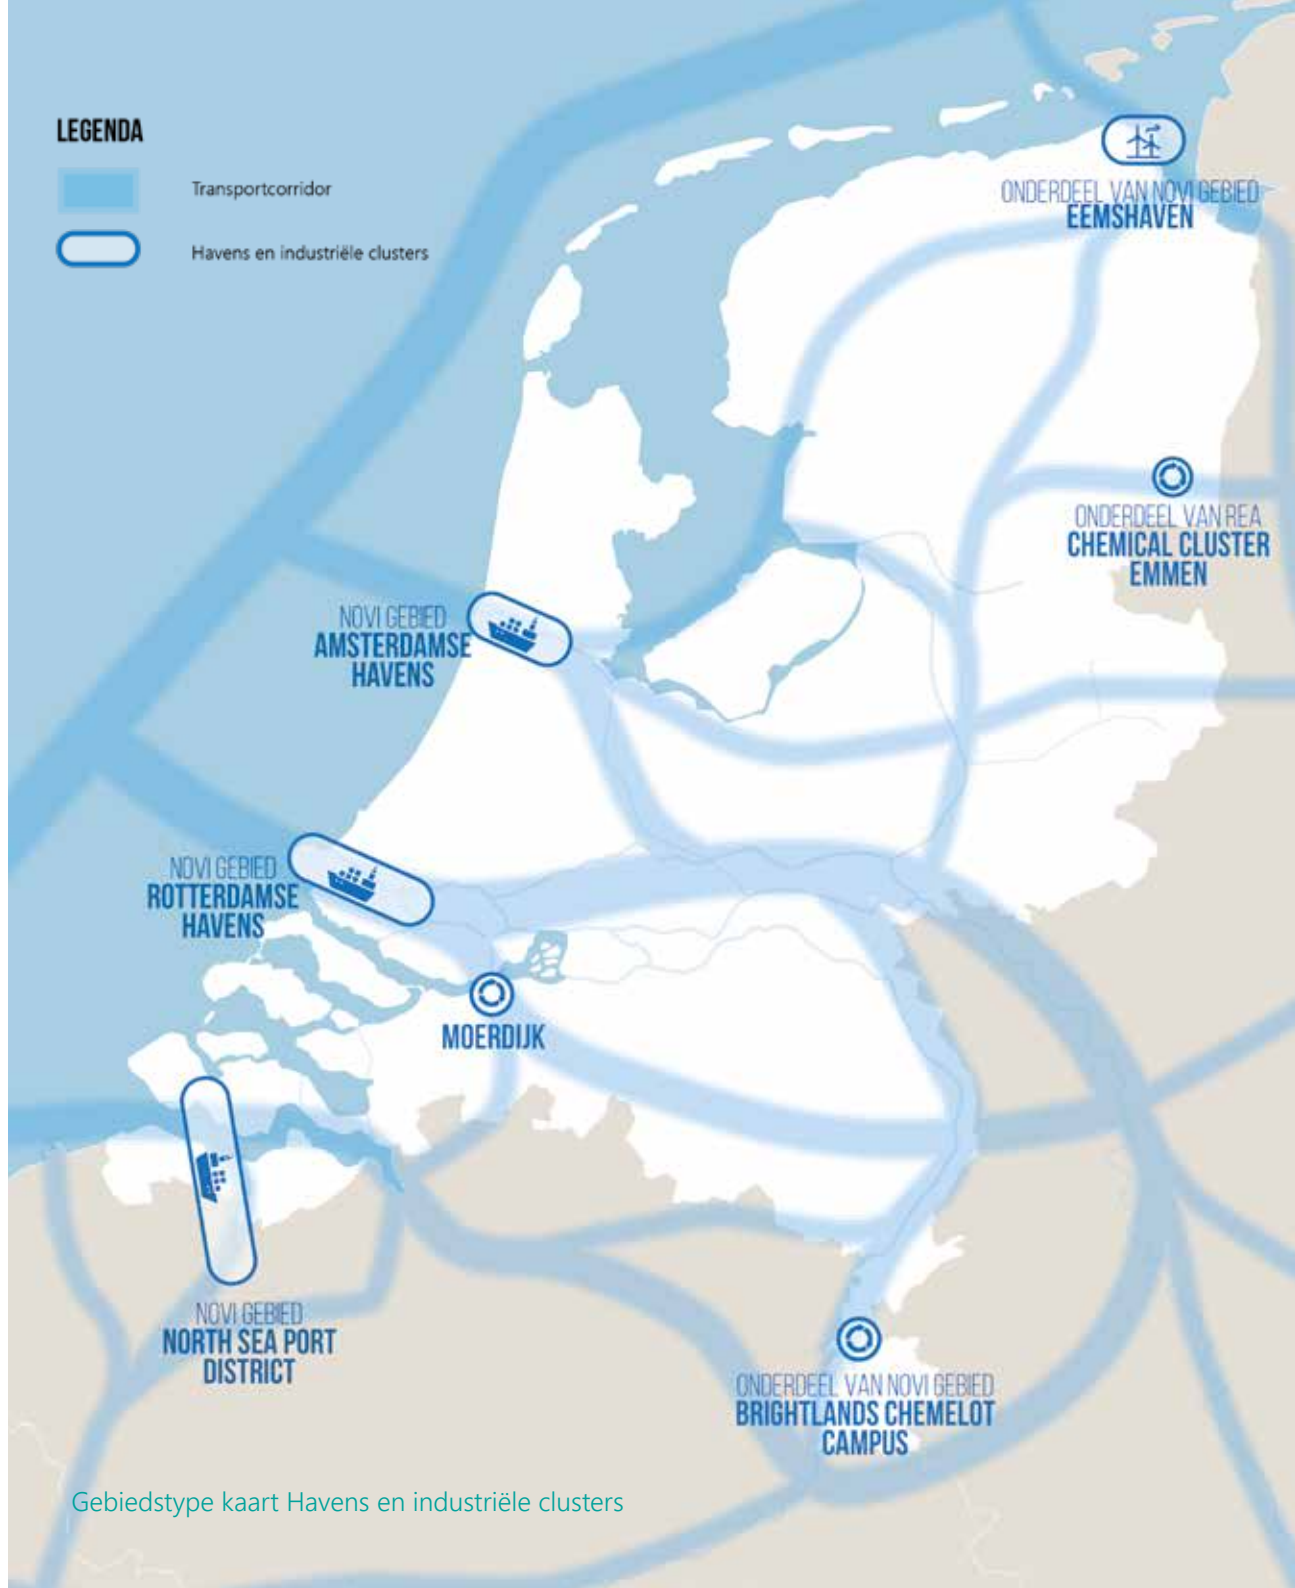 LEGENDA
Transportcorridor
Havens en industriële clusters
ONDERDEEL VAN NOVI GEBIED
EEMSHAVEN
ONDERDEEL VAN REA
CHEMICAL CLUSTER
EMMEN
NOVI GEBIED
AMSTERDAMSE
HAVENS
NOVI GEBIED
ROTTERDAMSE
HAVENS
MOERDIJK
NOVI GEBIED
NORTH SEA PORT
DISTRICT
ONDERDEEL VAN NOVI GEBIED
BRIGHTLANDS CHEMELOT
CAMPUS
Gebiedstype kaart Havens en industriële clusters